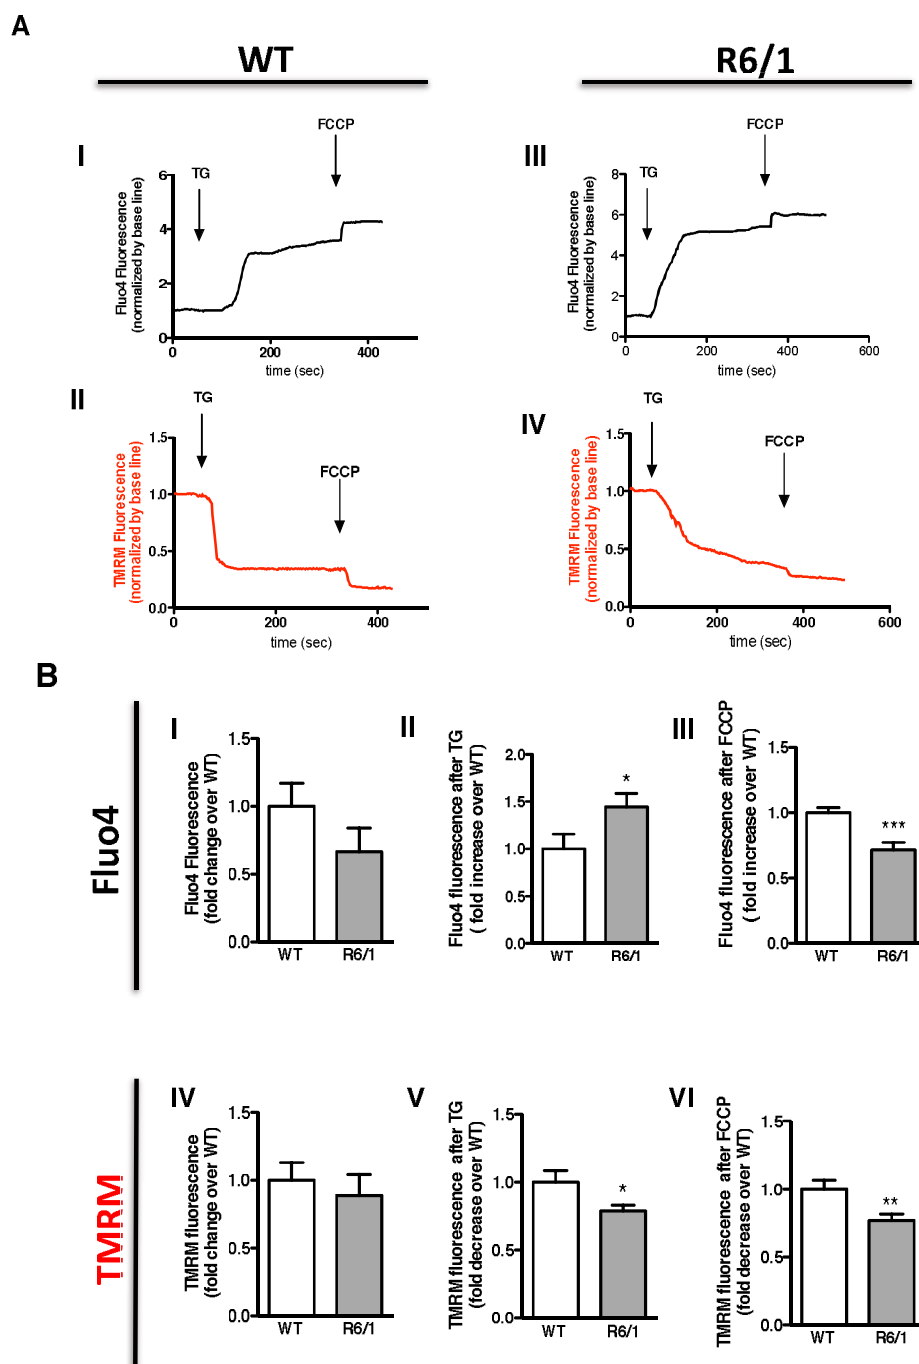 A
WT
R6/1
I
TG
FCCP
Fluo4 Fluorescence
(normalized by base line)
6
4
2
0
0 200 400
time (sec)
III
TG
FCCP
Fluo4 Fluorescence
(normalized by base line)
8
6
4
2
0
0 200 400 600
time (sec)
II
TG
FCCP
TMRM Fluorescence
(normalized by base line)
1.5
1.0
0.5
0.0
0 200 400
time (sec)
IV
TG
FCCP
TMRM Fluorescence
(normalized by base line)
1.5
1.0
0.5
0.0
0 200 400 600
time (sec)
B
Fluo4
I
Fluo4 Fluorescence
(fold change over WT)
1.5
1.0
0.5
0.0
WT R6/1
II
Fluo4 fluorescence after TG
( fold increase over WT)
2.0
1.5
1.0
0.5
0.0
*
WT R6/1
III
Fluo4 fluorescence after FCCP
( fold increase over WT)
1.5
1.0
0.5
0.0
***
WT R6/1
TMRM
IV
TMRM fluorescence
(fold change over WT)
1.5
1.0
0.5
0.0
WT R6/1
V
TMRM fluorescence after TG
(fold decrease over WT)
1.5
1.0
0.5
0.0
*
WT R6/1
VI
TMRM fluorescence after FCCP
(fold decrease over WT)
1.5
1.0
0.5
0.0
**
WT R6/1